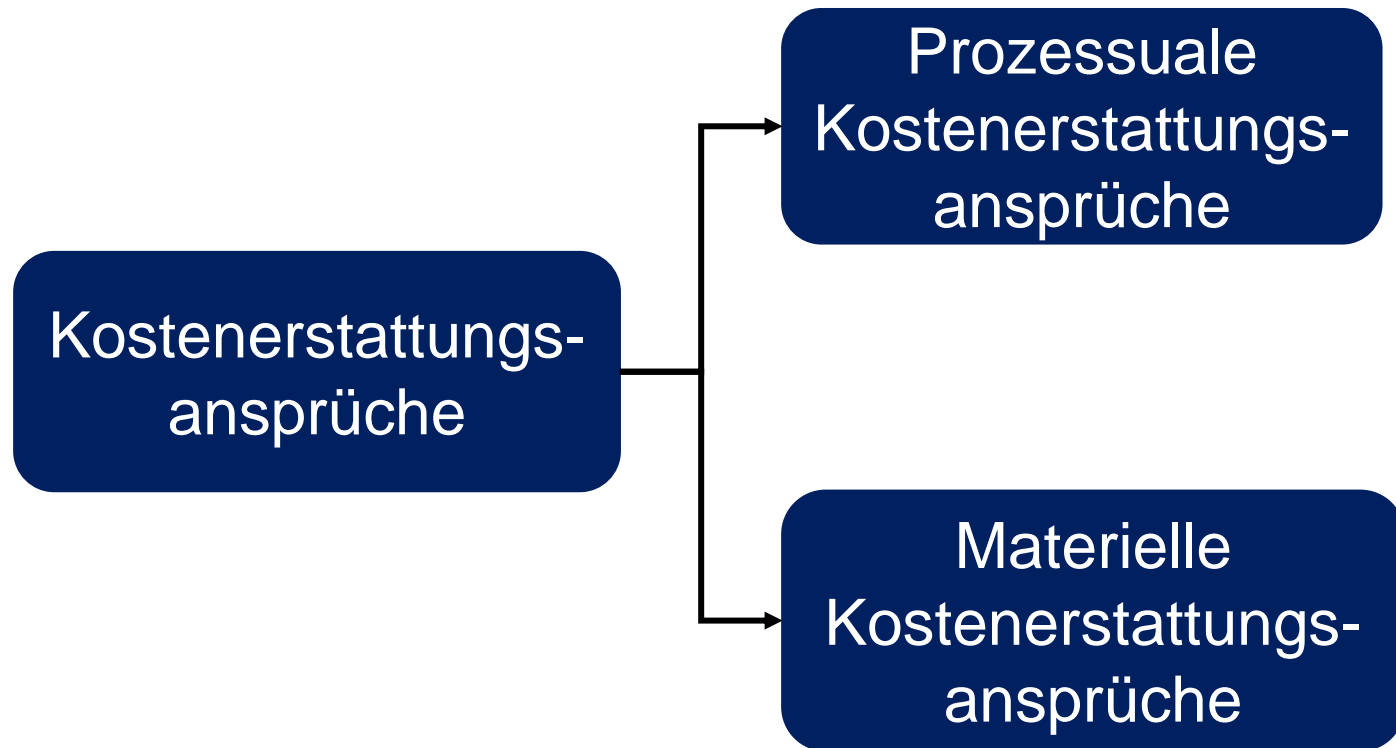 Prozessuale
Kostenerstattungs-
ansprüche
Kostenerstattungs-
ansprüche
Materielle
Kostenerstattungs-
ansprüche